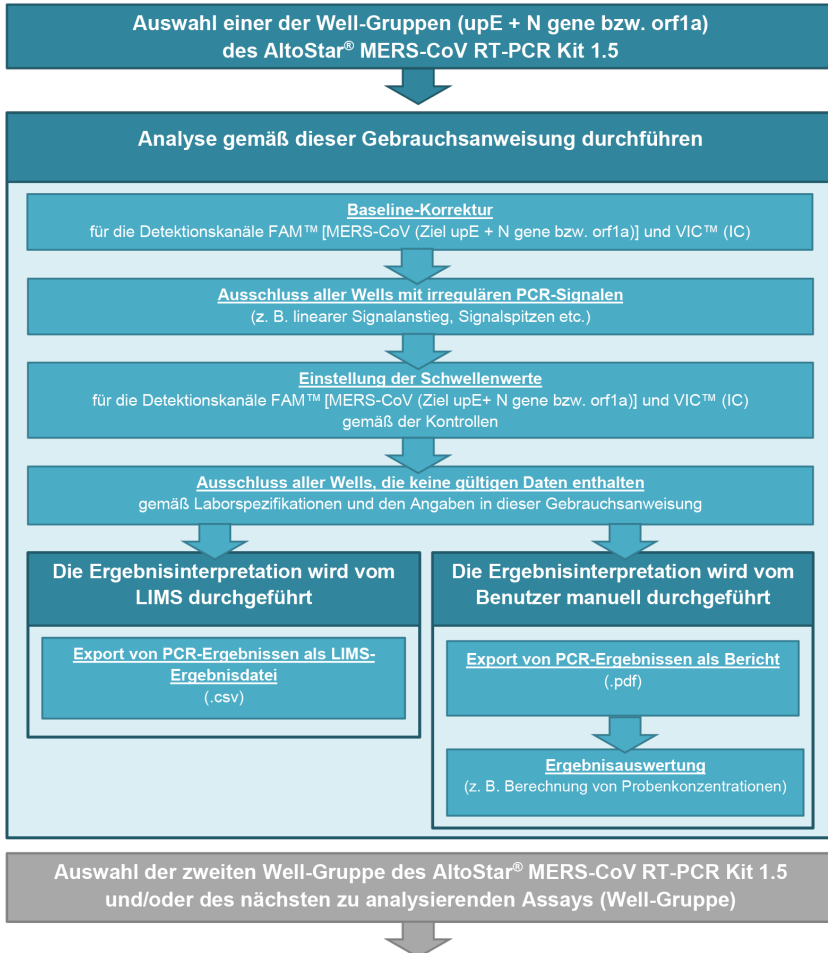 Auswahl einer der Well-Gruppen (upE + N gene bzw. orf1a)
des AltoStar® MERS-CoV RT-PCR Kit 1.5
Analyse gemäß dieser Gebrauchsanweisung durchführen
Baseline-Korrektur
für die Detektionskanäle FAM™ [MERS-CoV (Ziel upE + N gene bzw. orf1a)] und VIC™ (IC)
Ausschluss aller Wells mit irregulären PCR-Signalen
(z. B. linearer Signalanstieg, Signalspitzen etc.)
Einstellung der Schwellenwerte
für die Detektionskanäle FAM™ [MERS-CoV (Ziel upE+ N gene bzw. orf1a)] und VIC™ (IC)
gemäß der Kontrollen
Ausschluss aller Wells, die keine gültigen Daten enthalten
gemäß Laborspezifikationen und den Angaben in dieser Gebrauchsanweisung
Die Ergebnisinterpretation wird vom
LIMS durchgeführt
Export von PCR-Ergebnissen als LIMS-
Ergebnisdatei
(.csv)
Die Ergebnisinterpretation wird vom
Benutzer manuell durchgeführt
Export von PCR-Ergebnissen als Bericht
(.pdf)
Ergebnisauswertung
(z. B. Berechnung von Probenkonzentrationen)
Auswahl der zweiten Well-Gruppe des AltoStar® MERS-CoV RT-PCR Kit 1.5
und/oder des nächsten zu analysierenden Assays (Well-Gruppe)